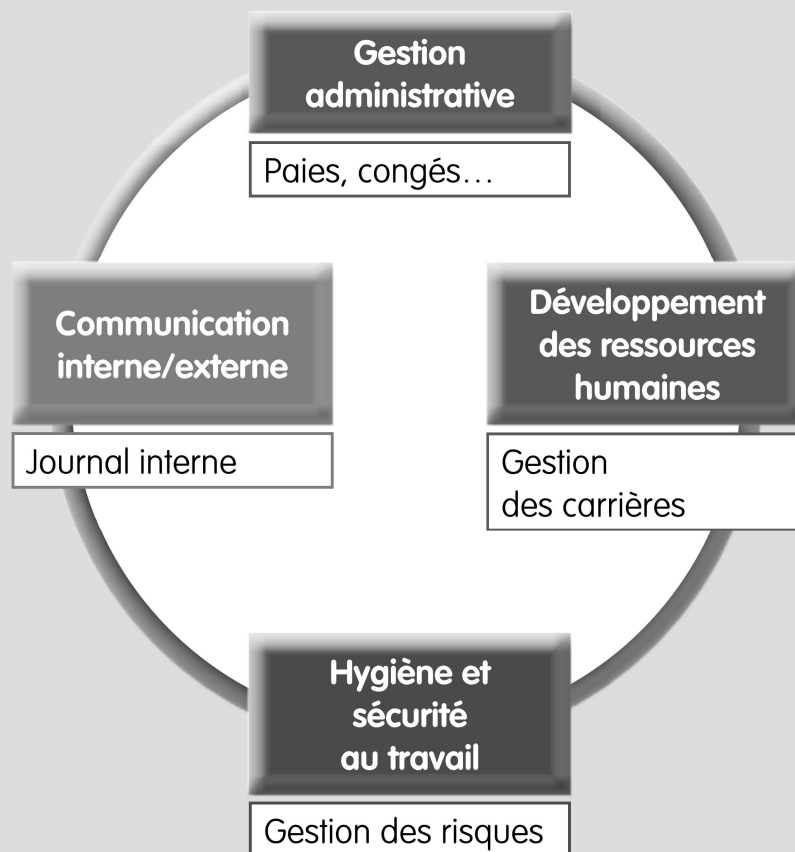 Gestion
administrative
Paies, congés…
Communication
interne/externe
Journal interne
Développement
des ressources
humaines
Gestion
des carrières
Hygiène et
sécurité
au travail
Gestion des risques